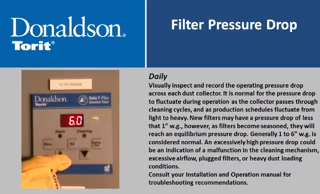 Donaldson.
Torit®
Filter Pressure Drop
Daily
Visually inspect and record the operating pressure drop
across each dust collector. It is normal for the pressure drop
to fluctuate during operation as the collector passes through
cleaning cycles, and as production schedules fluctuate from
light to heavy. New filters may have a pressure drop of less
that 1" w.g., however, as filters become seasoned, they will
reach an equilibrium pressure drop. Generally 1 to 6" w.g. is
considered normal. An excessively high pressure drop could
be an indication of a malfunction in the cleaning mechanism,
excessive airflow, plugged filters, or heavy dust loading
conditions.
Consult your Installation and Operation manual for
troubleshooting recommendations.
Donaldson.
Torit
6.0